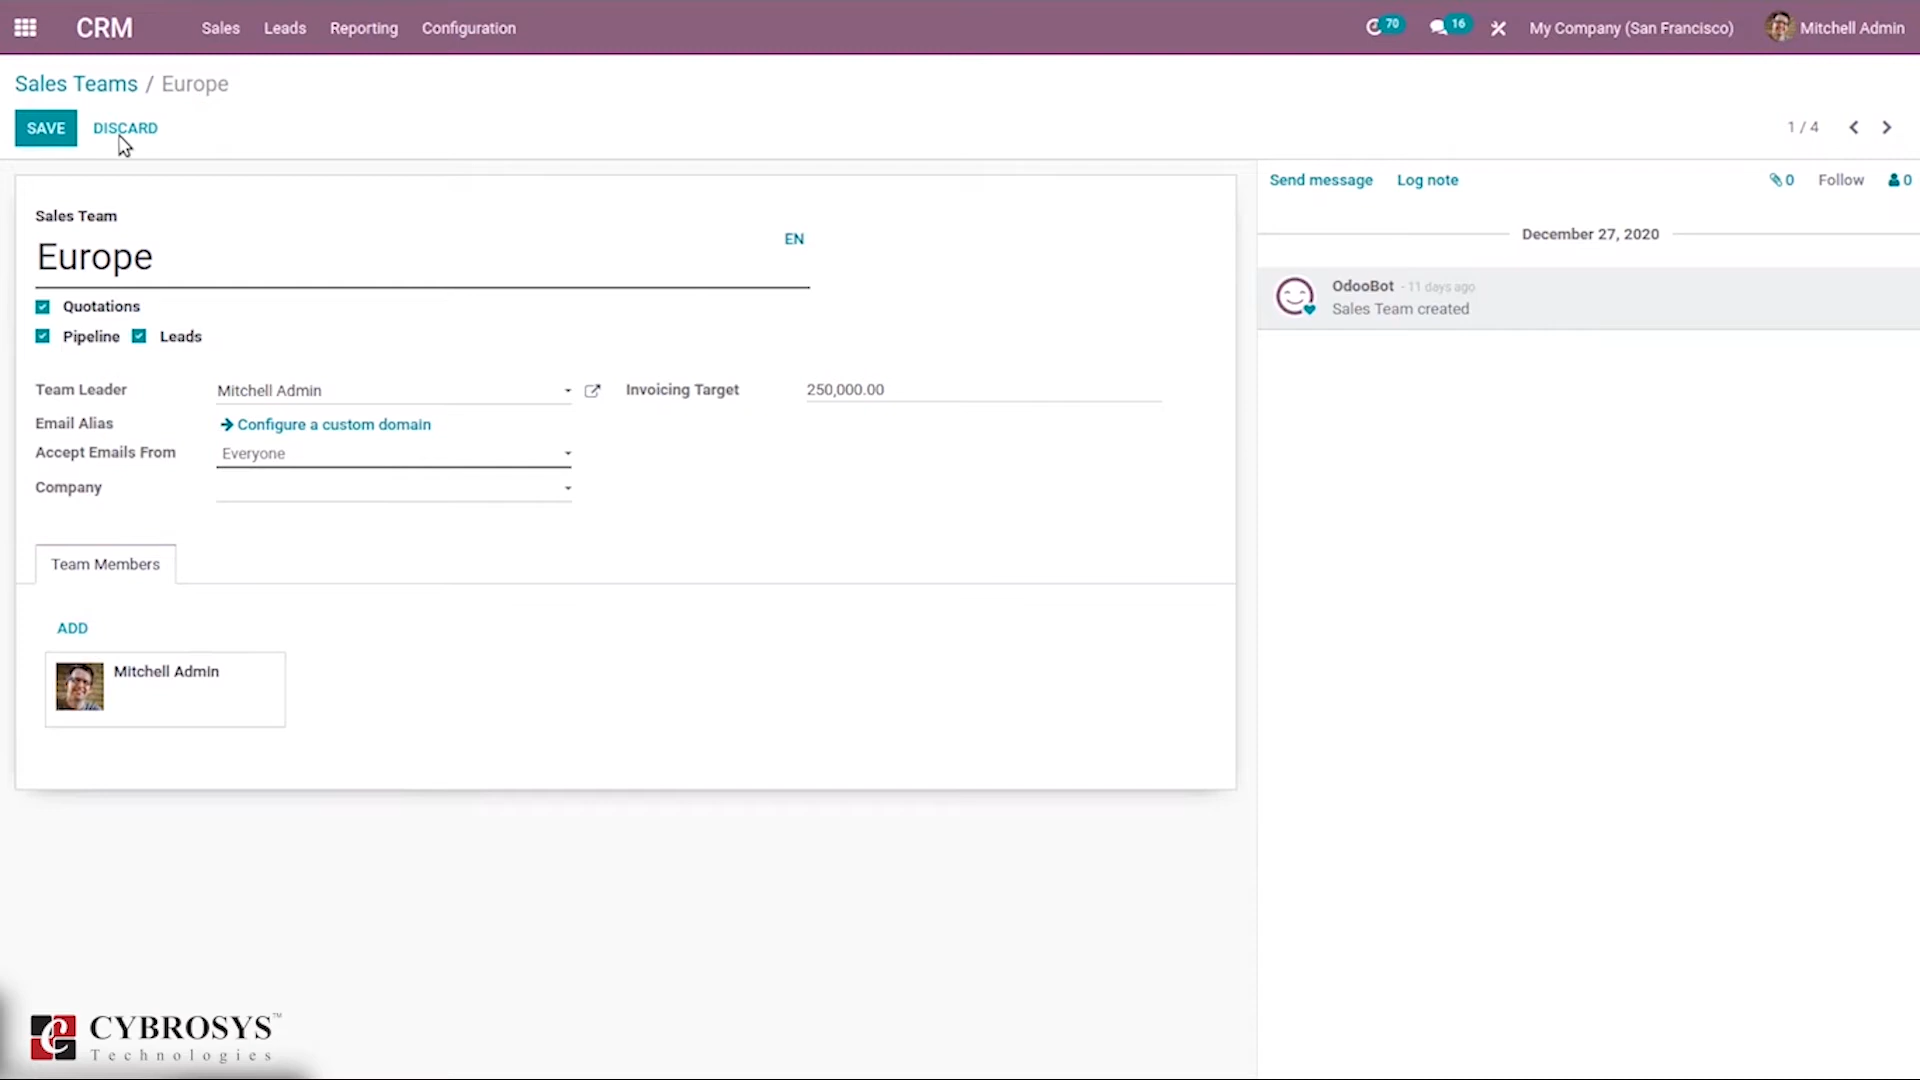 CRM Sales Leads Reporting Configuration 70 16 My Company (San Francisco) Mitchell Admin
Sales Teams / Europe
SAVE DISCARD 1 / 4
Send message Log note 0 Follow 0
Sales Team
Europe EN
December 27, 2020
Quotations
OdooBot - 11 days ago
Sales Team created
Pipeline Leads
Team Leader Mitchell Admin Invoicing Target 250,000.00
Email Alias Configure a custom domain
Accept Emails From Everyone
Company
Team Members
ADD
Mitchell Admin
CYBROSYS™
Technologies